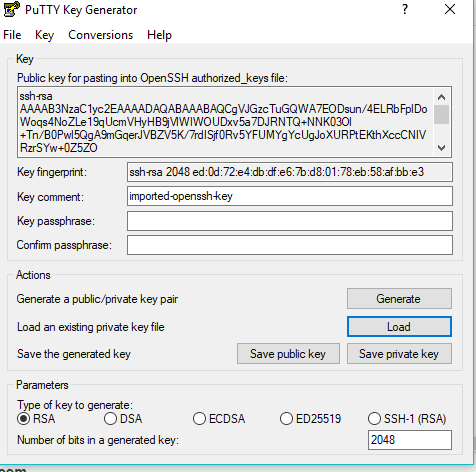 PuTTY Key Generator
File Key Conversions Help
Key
Public key for pasting into OpenSSH authorized_keys file:
ssh-rsa
AAAAB3NzaC1yc2EAAAADAQABAAABAQCgVJGzcTuGQWA7EODsun/4ELRbFpIDo
Woqs4NoZLe19qUcmVHyHB9jVlWIWOUDxv5a7DJRNTQ+NNK03OI
+Tn/B0PwI5QgA9mGqerJVBZV5K/7rdISjf0Rv5YFUMYgYcUgJoXURPtEKthXccCNIV
RzrSYw+0Z5ZO
Key fingerprint: ssh-rsa 2048 ed:0d:72:e4:db:df:e6:7b:d8:01:78:eb:58:af:bb:e3
Key comment: imported-openssh-key
Key passphrase:
Confirm passphrase:
Actions
Generate a public/private key pair Generate
Load an existing private key file Load
Save the generated key Save public key Save private key
Parameters
Type of key to generate:
RSA DSA ECDSA ED25519 SSH-1 (RSA)
Number of bits in a generated key: 2048